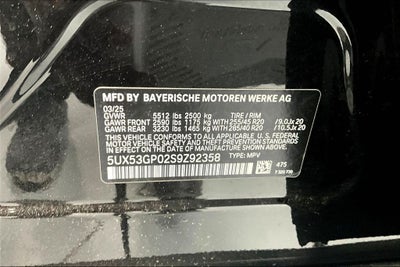 MFD BY BAYERISCHE MOTOREN WERKE AG
03/25
GVWR 5512 lbs 2500 kg TIRE / RIM
GAWR FRONT 2590 lbs 1175 kg 255/45 R20 /9.0Jx 20
GAWR REAR 3230 lbs 1465 kg 285/40 R20 /10.5Jx 20
THIS VEHICLE CONFORMS TO ALL APPLICABLE U.S. FEDERAL
MOTOR VEHICLE SAFETY, BUMPER, AND THEFT
PREVENTION STANDARDS IN EFFECT ON THE DATE OF
MANUFACTURE SHOWN ABOVE.
5UX53GP02S9Z92358 TYPE: MPV
475